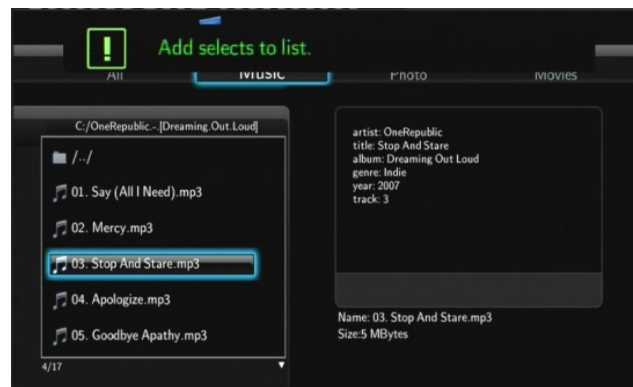 Add selects to list.
All
Music
Photo
Movies
C:/OneRepublic.-.[Dreaming.Out.Loud]
/../
01. Say (All I Need).mp3
02. Mercy.mp3
03. Stop And Stare.mp3
04. Apologize.mp3
05. Goodbye Apathy.mp3
4/17
artist: OneRepublic
title: Stop And Stare
album: Dreaming Out Loud
genre: Indie
year: 2007
track: 3
Name: 03. Stop And Stare.mp3
Size:5 MBytes